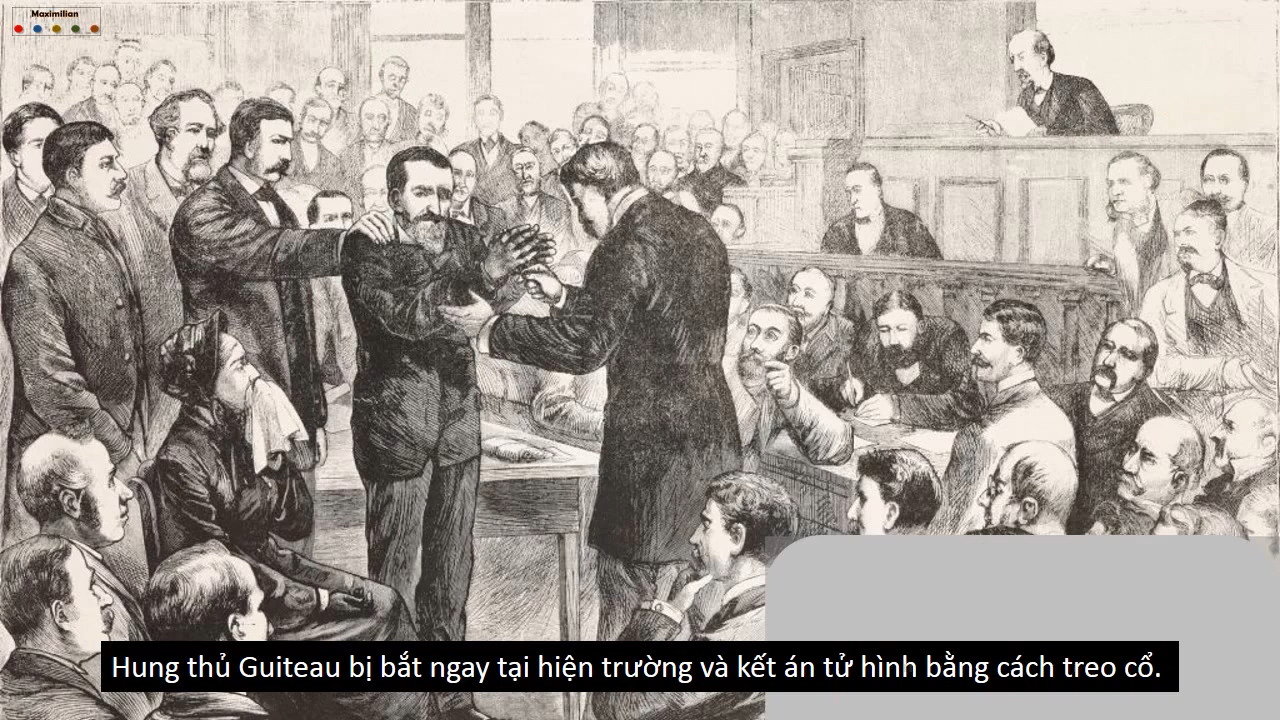 Maximilian
Hung thủ Guiteau bị bắt ngay tại hiện trường và kết án tử hình bằng cách treo cổ.